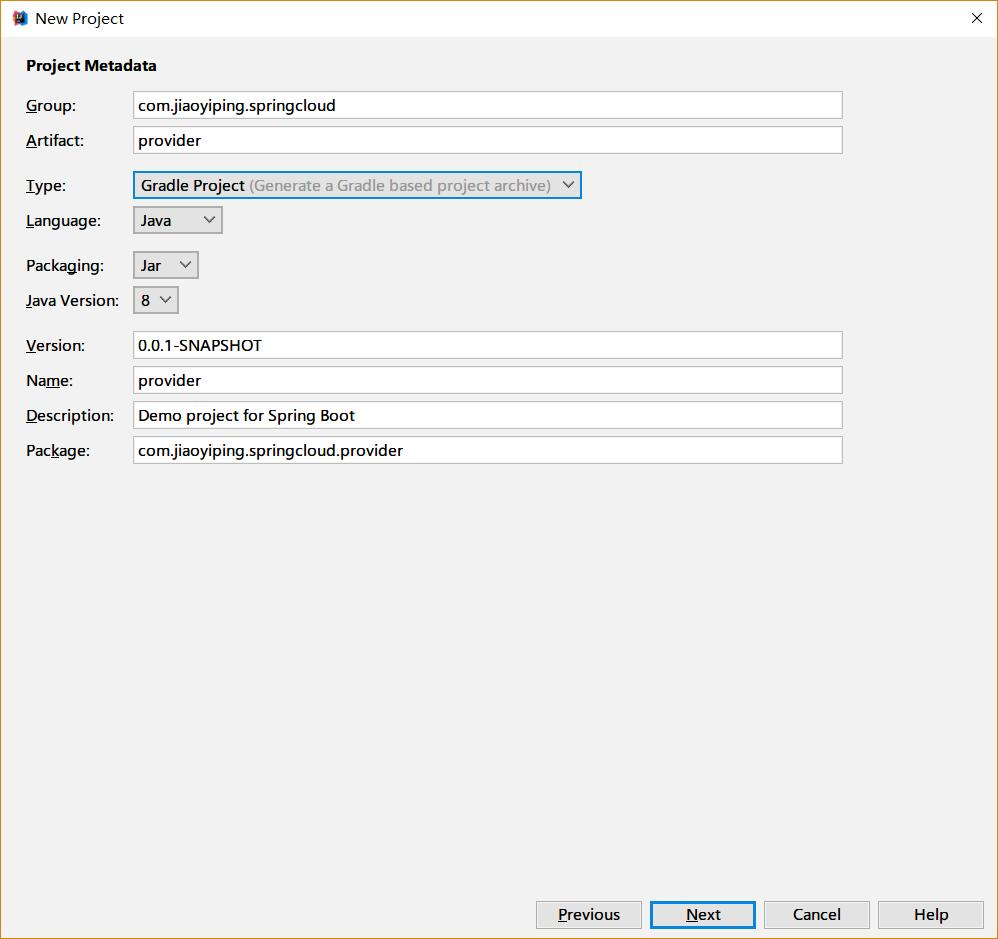 New Project
Project Metadata
Group: com.jiaoyiping.springcloud
Artifact: provider
Type: Gradle Project (Generate a Gradle based project archive)
Language: Java
Packaging: Jar
Java Version: 8
Version: 0.0.1-SNAPSHOT
Name: provider
Description: Demo project for Spring Boot
Package: com.jiaoyiping.springcloud.provider
Previous Next Cancel Help